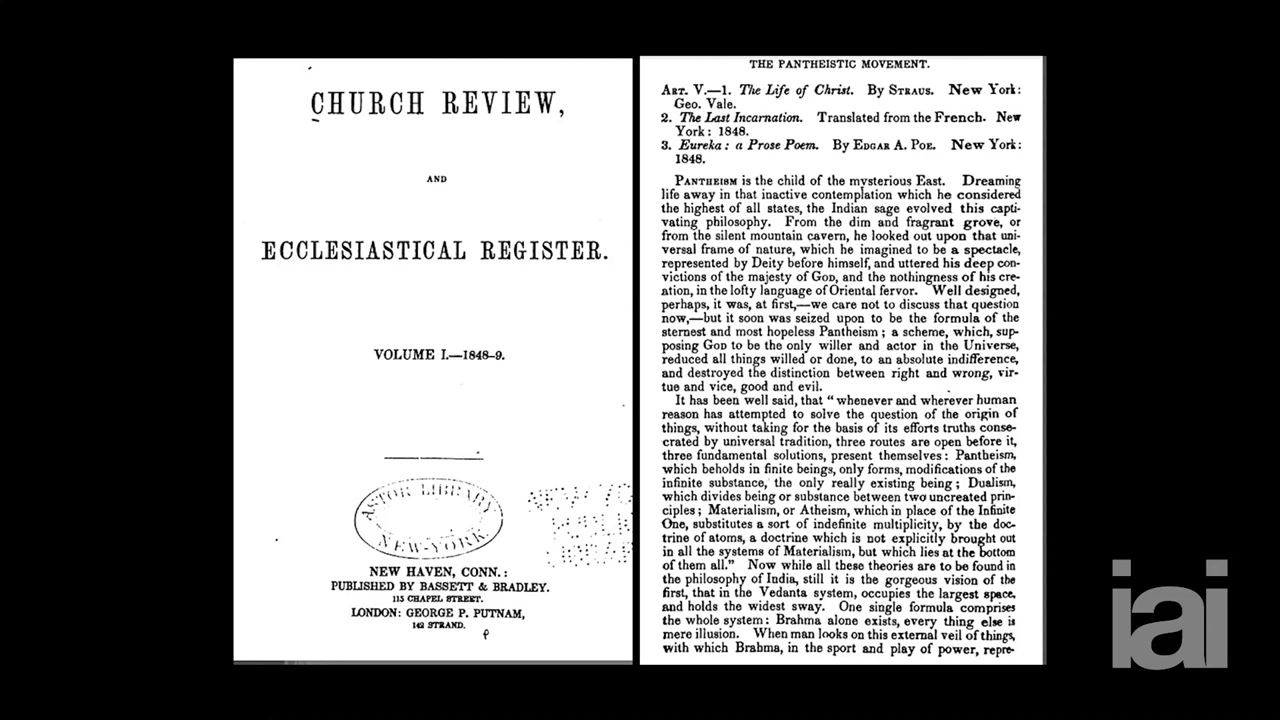 CHURCH REVIEW,
AND
ECCLESIASTICAL REGISTER.
VOLUME I.—1848-9.
ASTOR LIBRARY
NEW-YORK
NEW YO
PUBLIC
LIBRAR
NEW HAVEN, CONN.:
PUBLISHED BY BASSETT & BRADLEY.
115 CHAPEL STREET.
LONDON: GEORGE P. PUTNAM,
142 STRAND.
THE PANTHEISTIC MOVEMENT.
ART. V.—1. The Life of Christ. By STRAUS. New York:
Geo. Vale.
2. The Last Incarnation. Translated from the French. New
York: 1848.
3. Eureka: a Prose Poem. By EDGAR A. POE. New York:
1848.
PANTHEISM is the child of the mysterious East. Dreaming
life away in that inactive contemplation which he considered
the highest of all states, the Indian sage evolved this capti-
vating philosophy. From the dim and fragrant grove, or
from the silent mountain cavern, he looked out upon that uni-
versal frame of nature, which he imagined to be a spectacle,
represented by Deity before himself, and uttered his deep con-
victions of the majesty of GOD, and the nothingness of his cre-
ation, in the lofty language of Oriental fervor. Well designed,
perhaps, it was, at first,—we care not to discuss that question
now,—but it soon was seized upon to be the formula of the
sternest and most hopeless Pantheism; a scheme, which, sup-
posing GOD to be the only willer and actor in the Universe,
reduced all things willed or done, to an absolute indifference,
and destroyed the distinction between right and wrong, vir-
tue and vice, good and evil.
It has been well said, that "whenever and wherever human
reason has attempted to solve the question of the origin of
things, without taking for the basis of its efforts truths conse-
crated by universal tradition, three routes are open before it,
three fundamental solutions, present themselves: Pantheism,
which beholds in finite beings, only forms, modifications of the
infinite substance, the only really existing being; Dualism,
which divides being or substance between two uncreated prin-
ciples; Materialism, or Atheism, which in place of the Infinite
One, substitutes a sort of indefinite multiplicity, by the doc-
trine of atoms, a doctrine which is not explicitly brought out
in all the systems of Materialism, but which lies at the bottom
of them all." Now while all these theories are to be found in
the philosophy of India, still it is the gorgeous vision of the
first, that in the Vedanta system, occupies the largest space,
and holds the widest sway. One single formula comprises
the whole system: Brahma alone exists, every thing else is
mere illusion. When man looks on this external veil of things,
with which Brahma, in the sport and play of power, repre-
iai